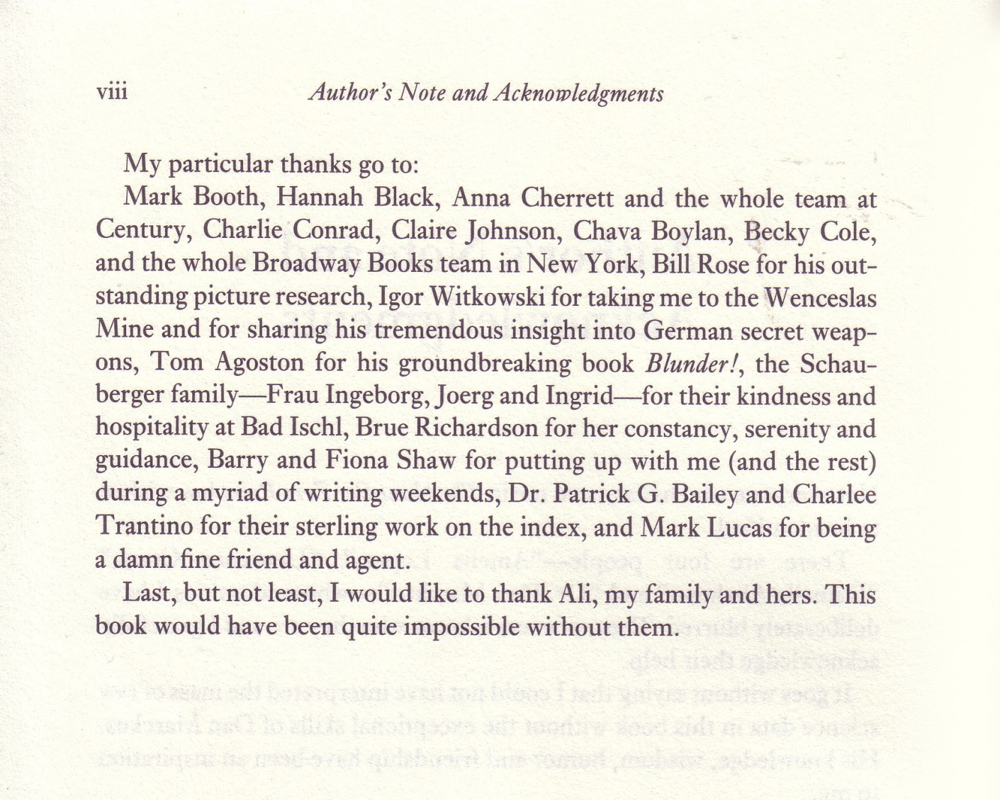 viii Author's Note and Acknowledgments
My particular thanks go to:
Mark Booth, Hannah Black, Anna Cherrett and the whole team at
Century, Charlie Conrad, Claire Johnson, Chava Boylan, Becky Cole,
and the whole Broadway Books team in New York, Bill Rose for his out-
standing picture research, Igor Witkowski for taking me to the Wenceslas
Mine and for sharing his tremendous insight into German secret weap-
ons, Tom Agoston for his groundbreaking book Blunder!, the Schau-
berger family—Frau Ingeborg, Joerg and Ingrid—for their kindness and
hospitality at Bad Ischl, Brue Richardson for her constancy, serenity and
guidance, Barry and Fiona Shaw for putting up with me (and the rest)
during a myriad of writing weekends, Dr. Patrick G. Bailey and Charlee
Trantino for their sterling work on the index, and Mark Lucas for being
a damn fine friend and agent.
Last, but not least, I would like to thank Ali, my family and hers. This
book would have been quite impossible without them.